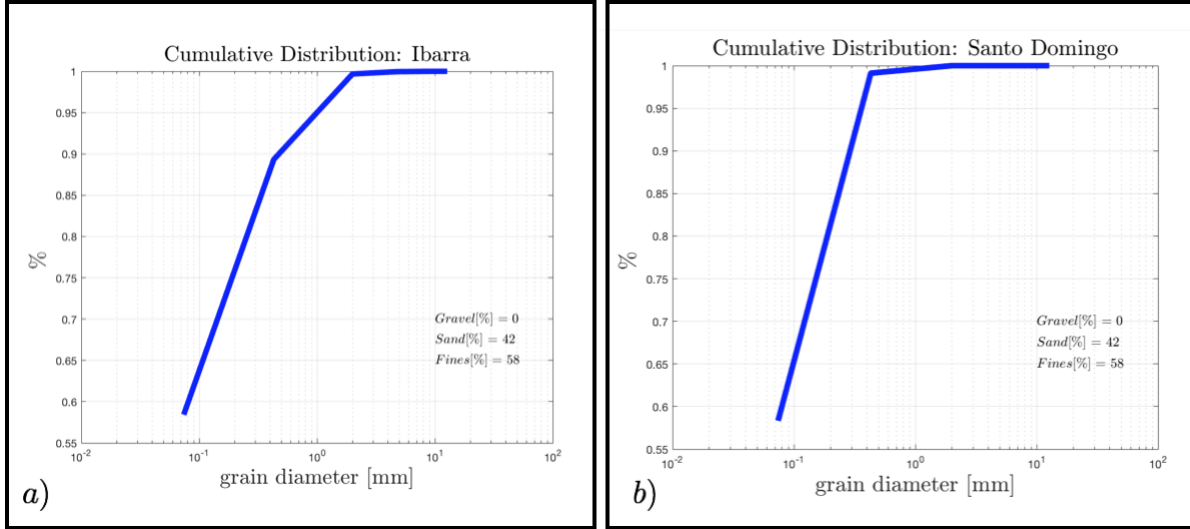 Cumulative Distribution: Ibarra
1
0.95
0.9
0.85
0.8
0.75
0.7
0.65
0.6
0.55
%
Gravel[%] = 0
Sand[%] = 42
Fines[%] = 58
10^-2 10^-1 10^0 10^1 10^2
grain diameter [mm]
a)
Cumulative Distribution: Santo Domingo
1
0.95
0.9
0.85
0.8
0.75
0.7
0.65
0.6
0.55
%
Gravel[%] = 0
Sand[%] = 42
Fines[%] = 58
10^-2 10^-1 10^0 10^1 10^2
grain diameter [mm]
b)